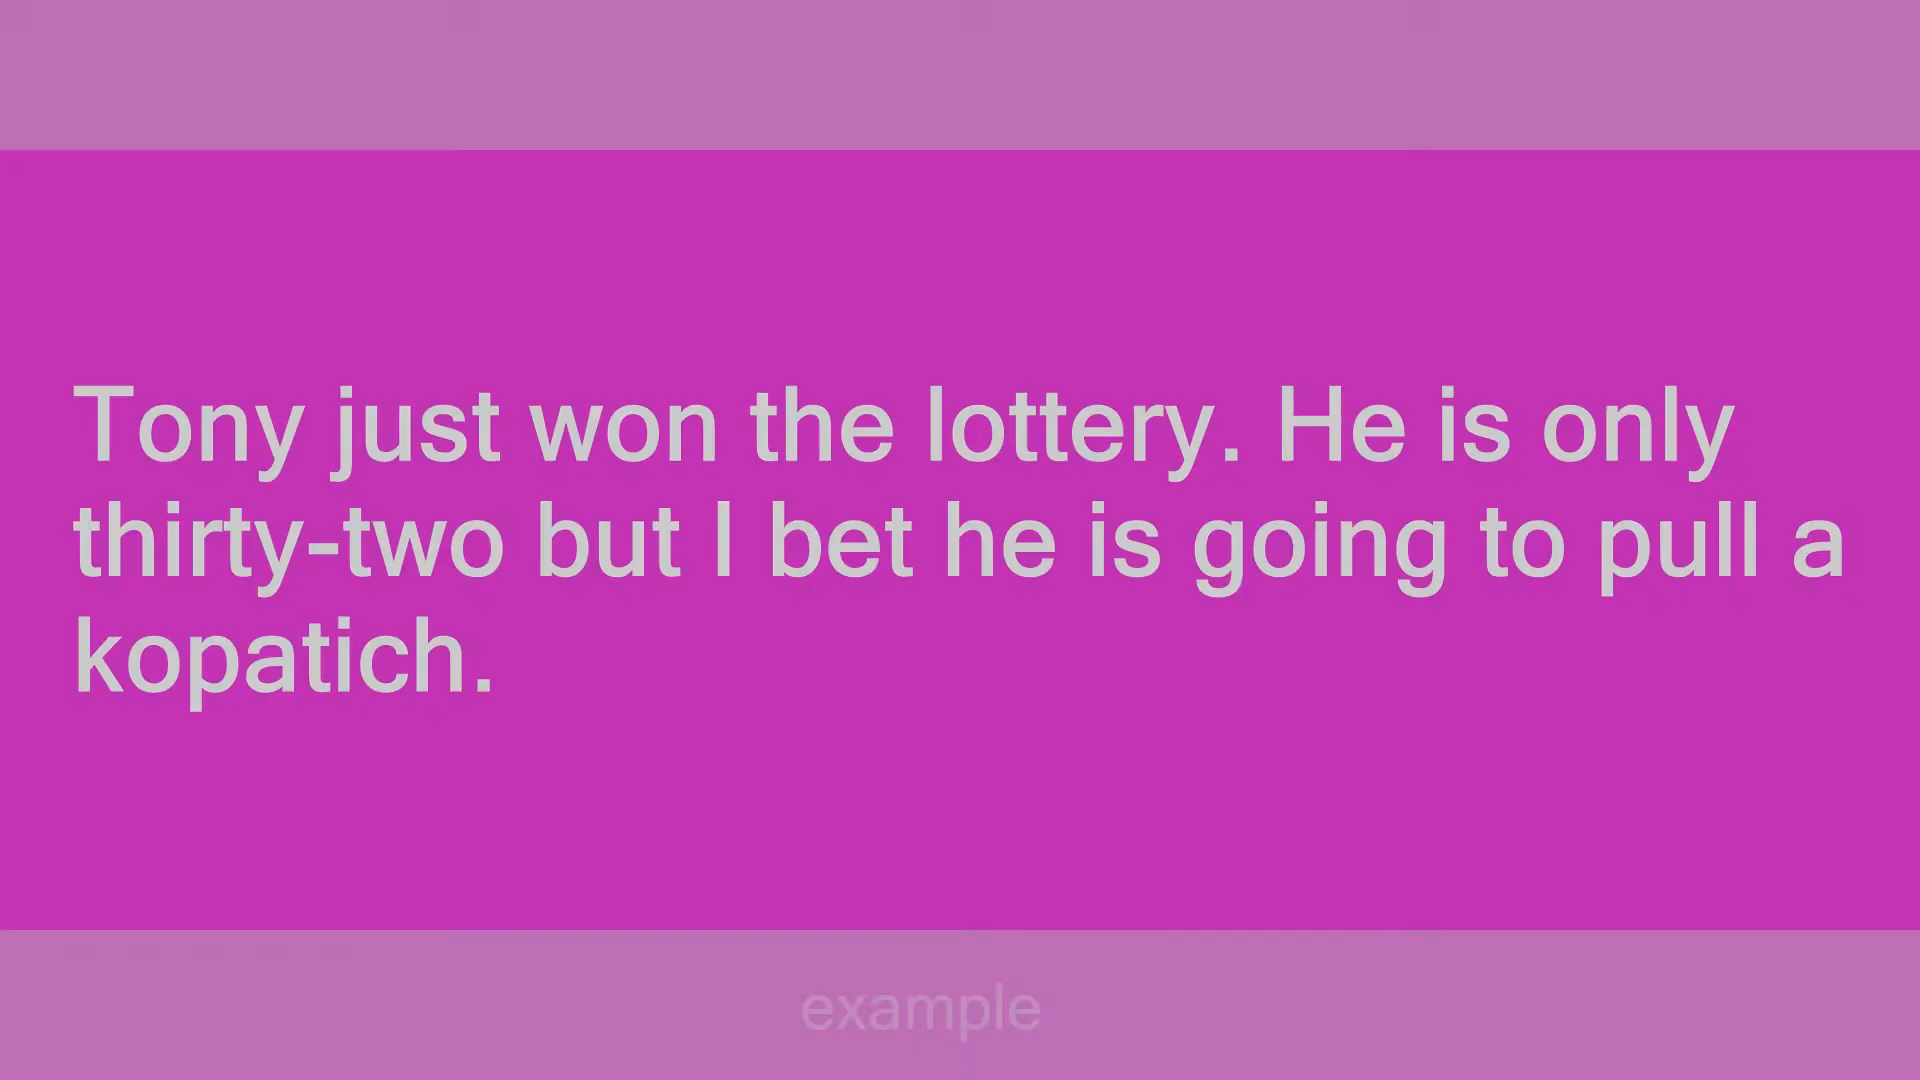 Tony just won the lottery. He is only
thirty-two but I bet he is going to pull a
kopatich.
example